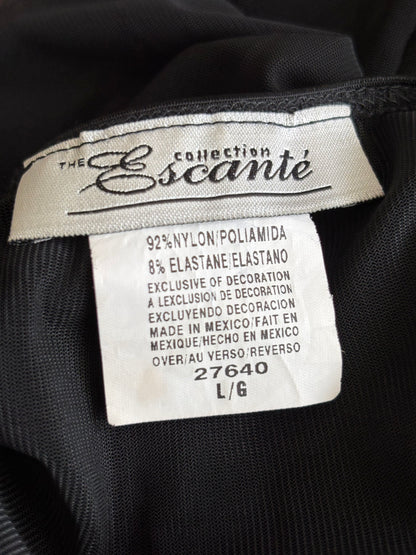 THE Escanté collection
92% NYLON/POLIAMIDA
8% ELASTANE/ELASTANO
EXCLUSIVE OF DECORATION
A LEXCLUSION DE DECORATION
EXCLUYENDO DECORACION
MADE IN MEXICO/FAIT EN
MEXIQUE/HECHO EN MEXICO
OVER/AU VERSO/REVERSO
27640
L/G